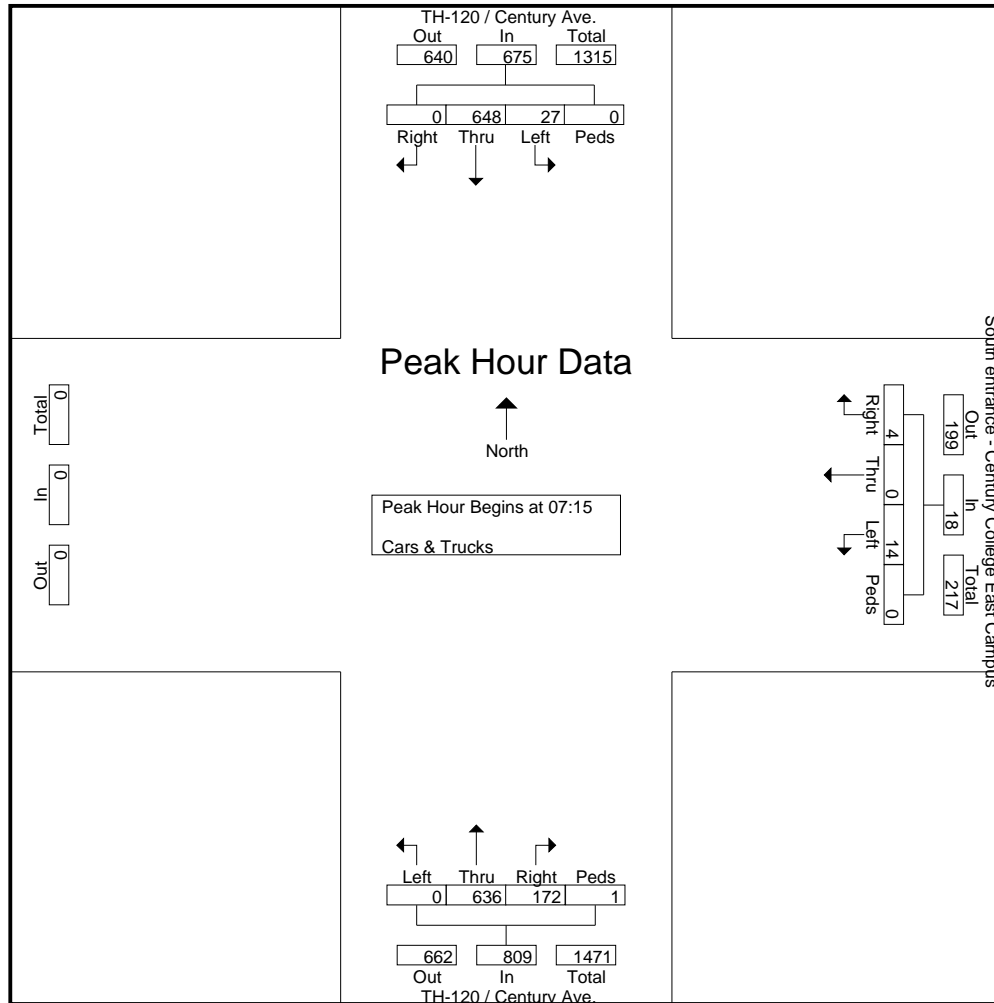 TH-120 / Century Ave.
Out In Total
640 675 1315
0 648 27 0
Right Thru Left Peds
Peak Hour Data
North
Peak Hour Begins at 07:15
Cars & Trucks
Total
0
In
0
Out
0
South entrance - Century College East Campus
Out In Total
199 18 217
4 0 14 0
Right Thru Left Peds
Left Thru Right Peds
0 636 172 1
662 809 1471
Out In Total
TH-120 / Century Ave.